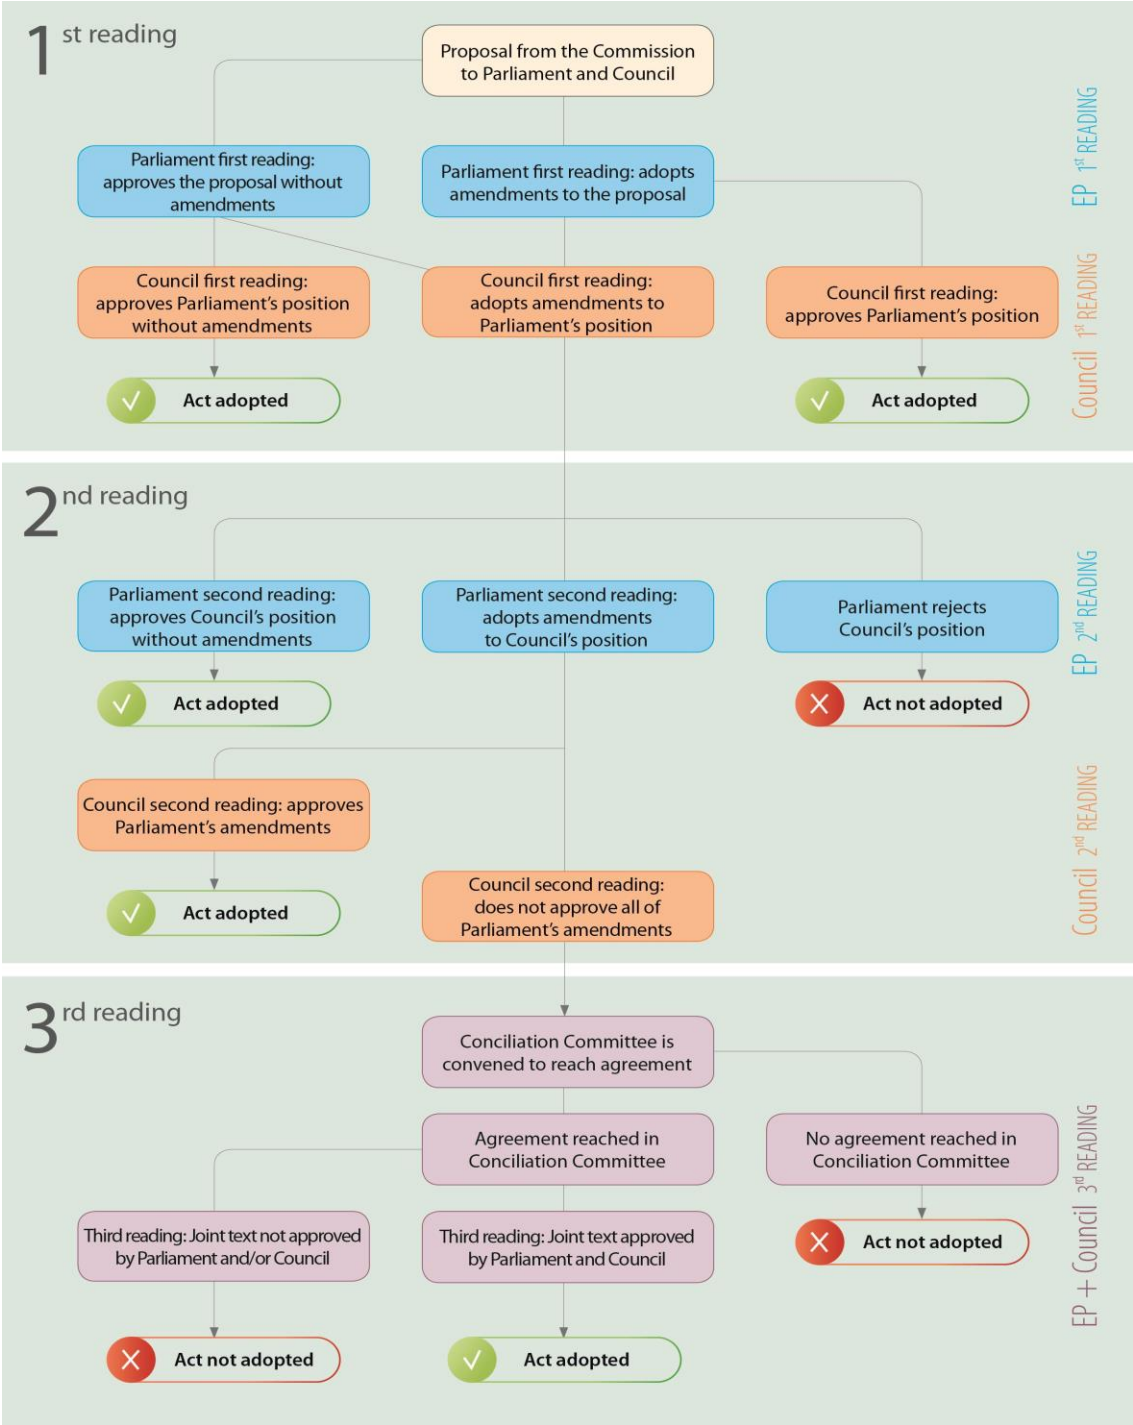 1st reading
Proposal from the Commission
to Parliament and Council
EP 1st READING
Parliament first reading:
approves the proposal without
amendments
Parliament first reading: adopts
amendments to the proposal
Council 1st READING
Council first reading:
approves Parliament’s position
without amendments
Council first reading:
adopts amendments to
Parliament’s position
Council first reading:
approves Parliament’s position
Act adopted
Act adopted
2nd reading
EP 2nd READING
Parliament second reading:
approves Council’s position
without amendments
Parliament second reading:
adopts amendments
to Council’s position
Parliament rejects
Council’s position
Act adopted
Act not adopted
Council 2nd READING
Council second reading: approves
Parliament’s amendments
Act adopted
Council second reading:
does not approve all of
Parliament’s amendments
3rd reading
Conciliation Committee is
convened to reach agreement
EP + Council 3rd READING
Agreement reached in
Conciliation Committee
No agreement reached in
Conciliation Committee
Third reading: Joint text not approved
by Parliament and/or Council
Third reading: Joint text approved
by Parliament and Council
Act not adopted
Act not adopted
Act adopted